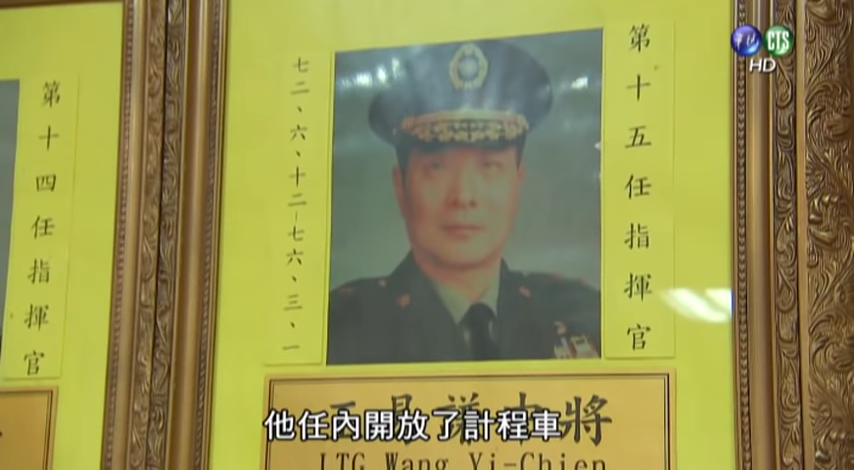 第十四任指揮官
七二、六、十二-七六、三、一
第十五任指揮官
CTS
HD
將
他任內開放了計程車
LTG Wang Yi-Chien